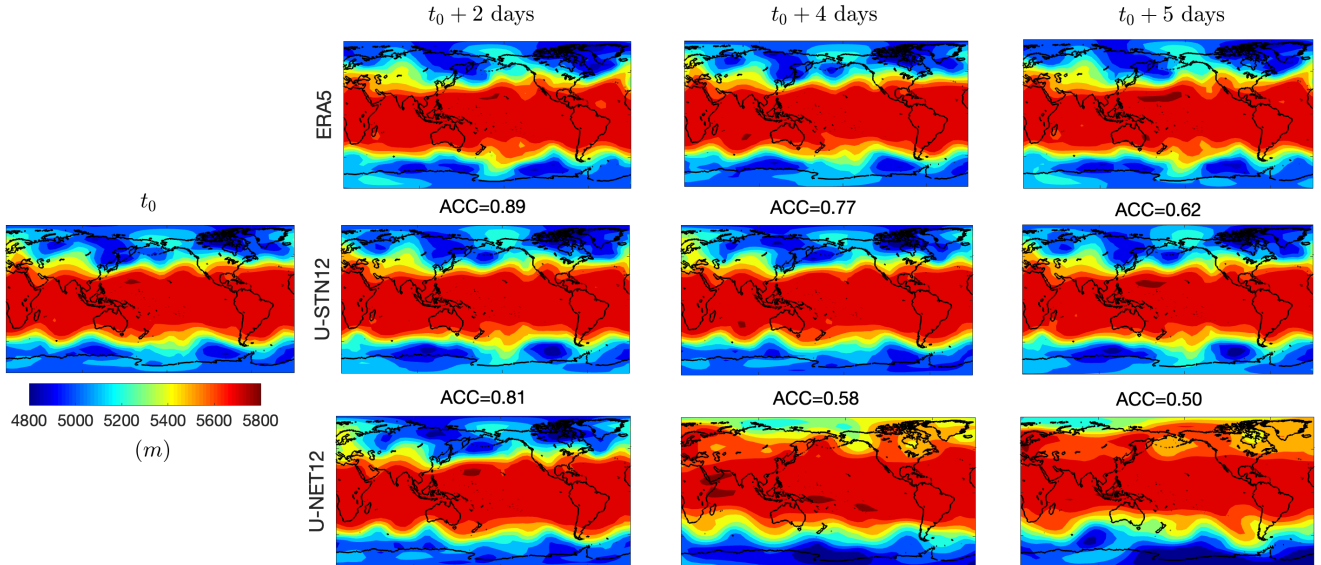 t₀ + 2 days
t₀ + 4 days
t₀ + 5 days
ERA5
t₀
ACC=0.89
ACC=0.77
ACC=0.62
U-STN12
4800 5000 5200 5400 5600 5800
(m)
ACC=0.81
ACC=0.58
ACC=0.50
U-NET12